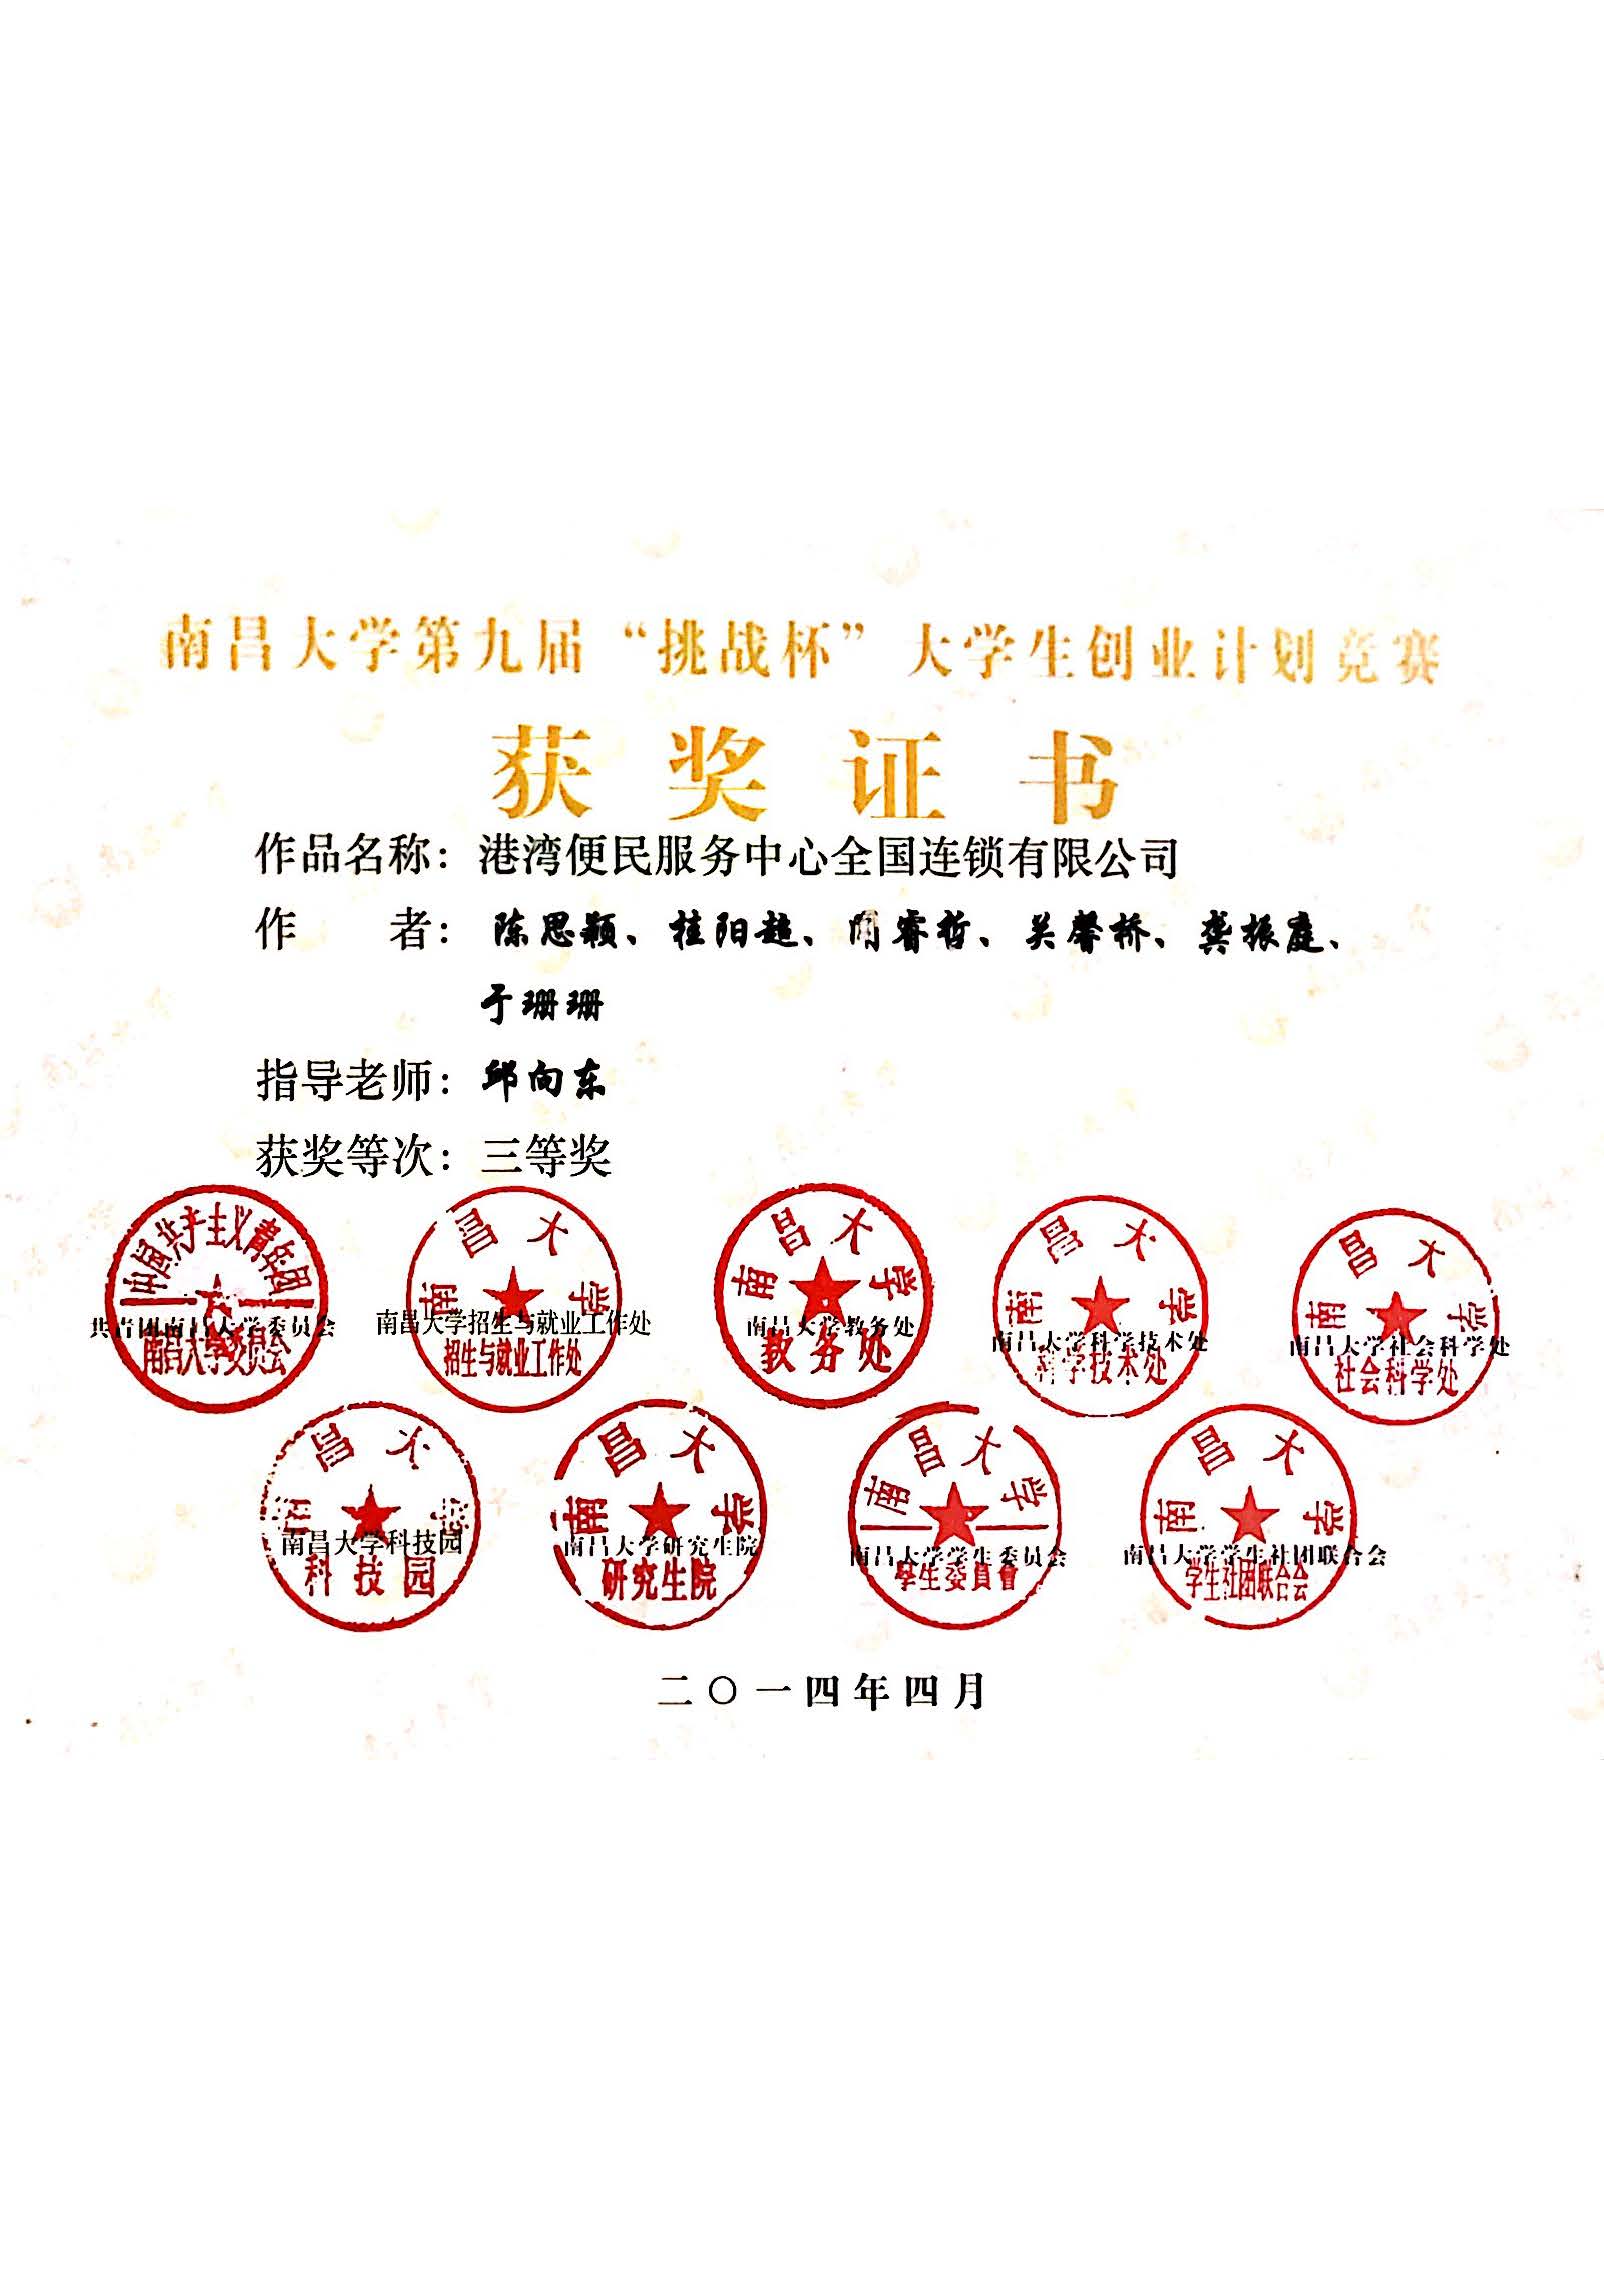 南昌大学第九届“挑战杯”大学生创业计划竞赛
获奖证书
作品名称：港湾便民服务中心全国连锁有限公司
作 者：陈思颖、桂阳超、周睿哲、关馨桥、龚振庭、
于珊珊
指导老师：邱向东
获奖等次：三等奖
中国共产主义青年团
共青团南昌大学委员会
南昌大学委员会
南昌大学
南昌大学招生与就业工作处
招生与就业工作处
南昌大学
南昌大学教务处
教务处
南昌大学
南昌大学科学技术处
科学技术处
南昌大学
南昌大学社会科学处
社会科学处
南昌大学
南昌大学科技园
科技园
南昌大学
南昌大学研究生院
研究生院
南昌大学
南昌大学学生委员会
學生委員會
南昌大学
南昌大学学生社团联合会
学生社团联合会
二〇一四年四月